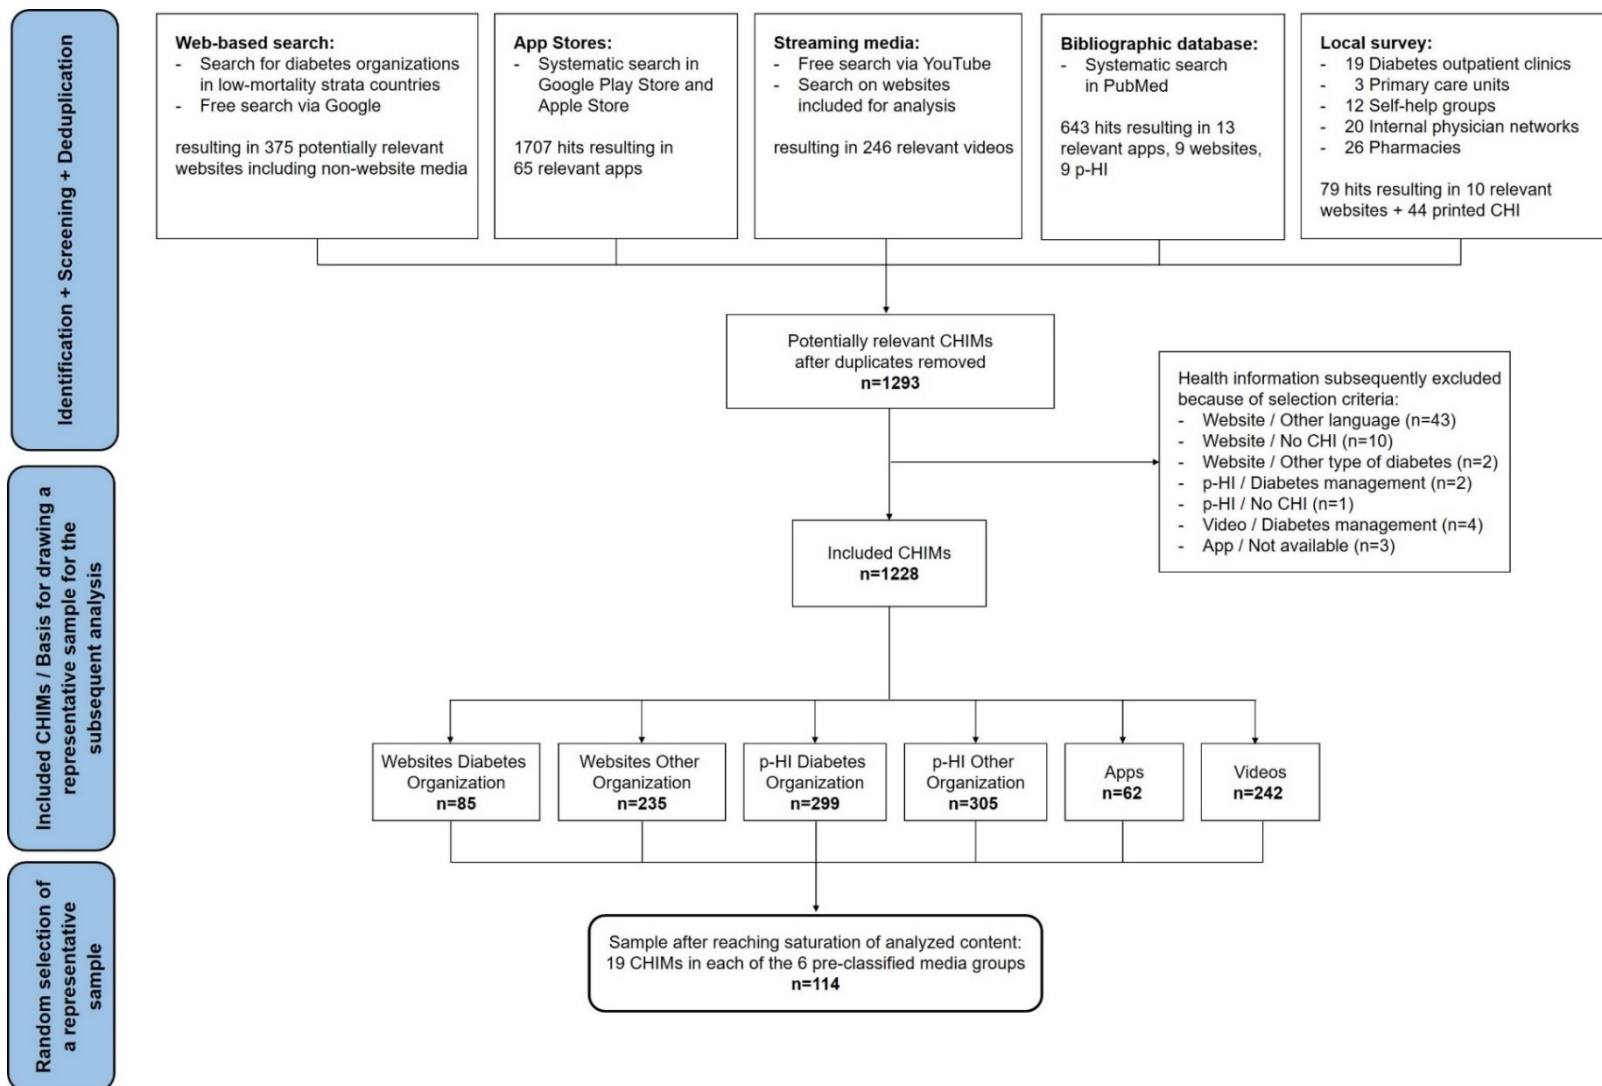 Identification + Screening + Deduplication
Web-based search:
- Search for diabetes organizations
in low-mortality strata countries
- Free search via Google
resulting in 375 potentially relevant
websites including non-website media
App Stores:
- Systematic search in
Google Play Store and
Apple Store
1707 hits resulting in
65 relevant apps
Streaming media:
- Free search via YouTube
- Search on websites
included for analysis
resulting in 246 relevant videos
Bibliographic database:
- Systematic search
in PubMed
643 hits resulting in 13
relevant apps, 9 websites,
9 p-HI
Local survey:
- 19 Diabetes outpatient clinics
- 3 Primary care units
- 12 Self-help groups
- 20 Internal physician networks
- 26 Pharmacies
79 hits resulting in 10 relevant
websites + 44 printed CHI
Potentially relevant CHIMs
after duplicates removed
n=1293
Health information subsequently excluded
because of selection criteria:
- Website / Other language (n=43)
- Website / No CHI (n=10)
- Website / Other type of diabetes (n=2)
- p-HI / Diabetes management (n=2)
- p-HI / No CHI (n=1)
- Video / Diabetes management (n=4)
- App / Not available (n=3)
Included CHIMs / Basis for drawing a
representative sample for the
subsequent analysis
Included CHIMs
n=1228
Websites Diabetes
Organization
n=85
Websites Other
Organization
n=235
p-HI Diabetes
Organization
n=299
p-HI Other
Organization
n=305
Apps
n=62
Videos
n=242
Random selection of
a representative
sample
Sample after reaching saturation of analyzed content:
19 CHIMs in each of the 6 pre-classified media groups
n=114